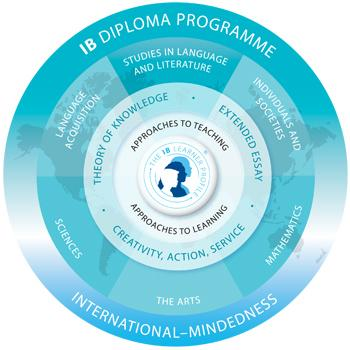 IB DIPLOMA PROGRAMME
STUDIES IN LANGUAGE
AND LITERATURE
LANGUAGE
ACQUISITION
INDIVIDUALS AND
SOCIETIES
THEORY OF KNOWLEDGE
EXTENDED ESSAY
APPROACHES TO TEACHING
THE IB LEARNER PROFILE
APPROACHES TO LEARNING
CREATIVITY, ACTION, SERVICE
SCIENCES
MATHEMATICS
THE ARTS
INTERNATIONAL-MINDEDNESS